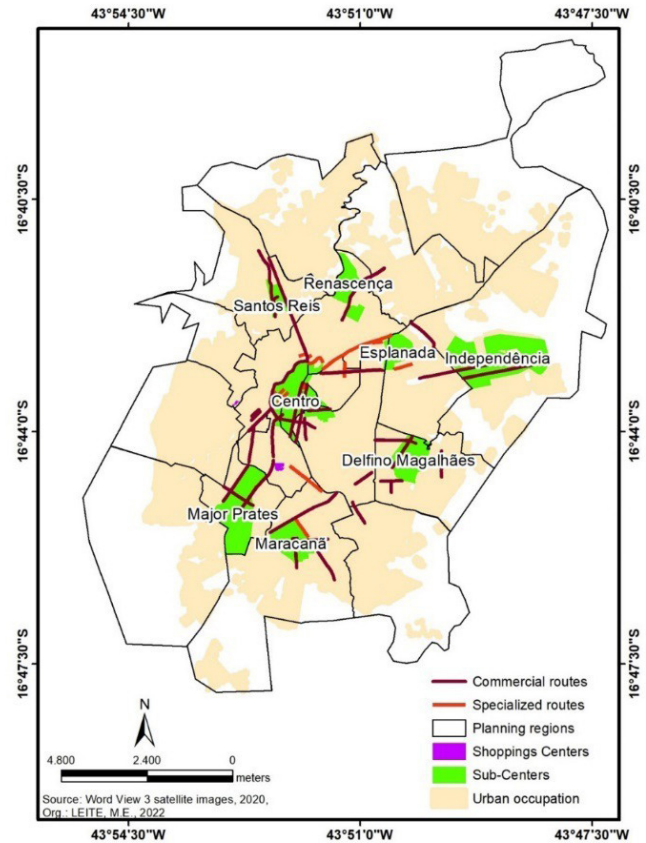 43°54'30"W 43°51'0"W 43°47'30"W
16°40'30"S 16°40'30"S
Renascença
Santos Reis
Esplanada
Independência
Centro
16°44'0"S 16°44'0"S
Delfino Magalhães
Major Prates
Maracanã
16°47'30"S 16°47'30"S
Commercial routes
Specialized routes
Planning regions
Shoppings Centers
Sub-Centers
Urban occupation
N
4.800 2.400 0
meters
Source: Word View 3 satellite images, 2020,
Org.: LEITE, M.E., 2022
43°54'30"W 43°51'0"W 43°47'30"W